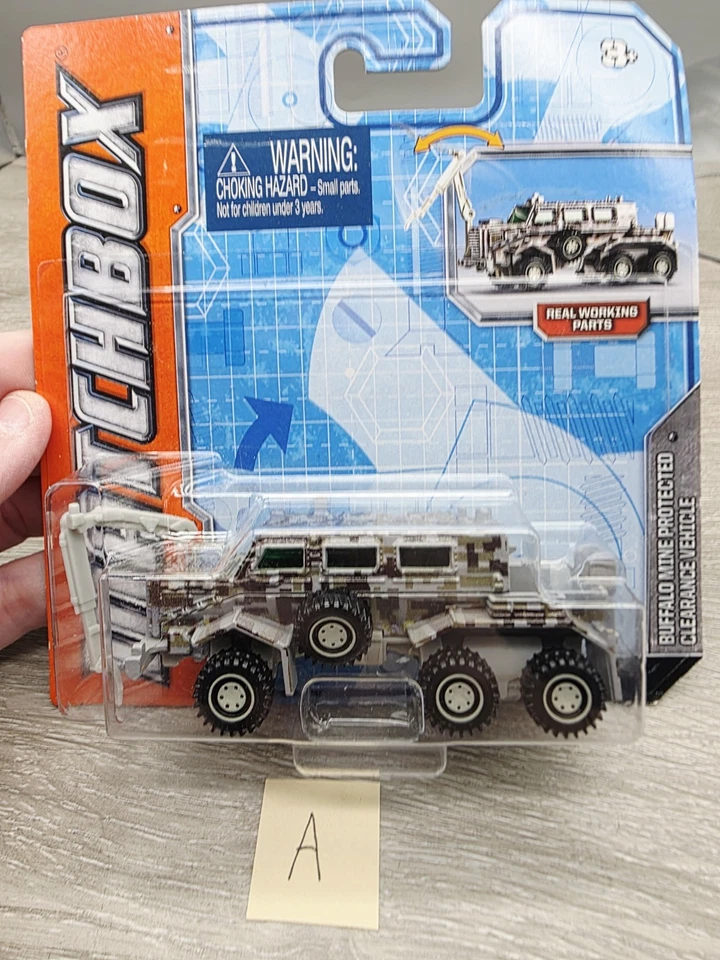 MATCHBOX
®
8+
WARNING:
CHOKING HAZARD – Small parts.
Not for children under 3 years.
REAL WORKING
PARTS
BUFFALO MINE PROTECTED
CLEARANCE VEHICLE
A